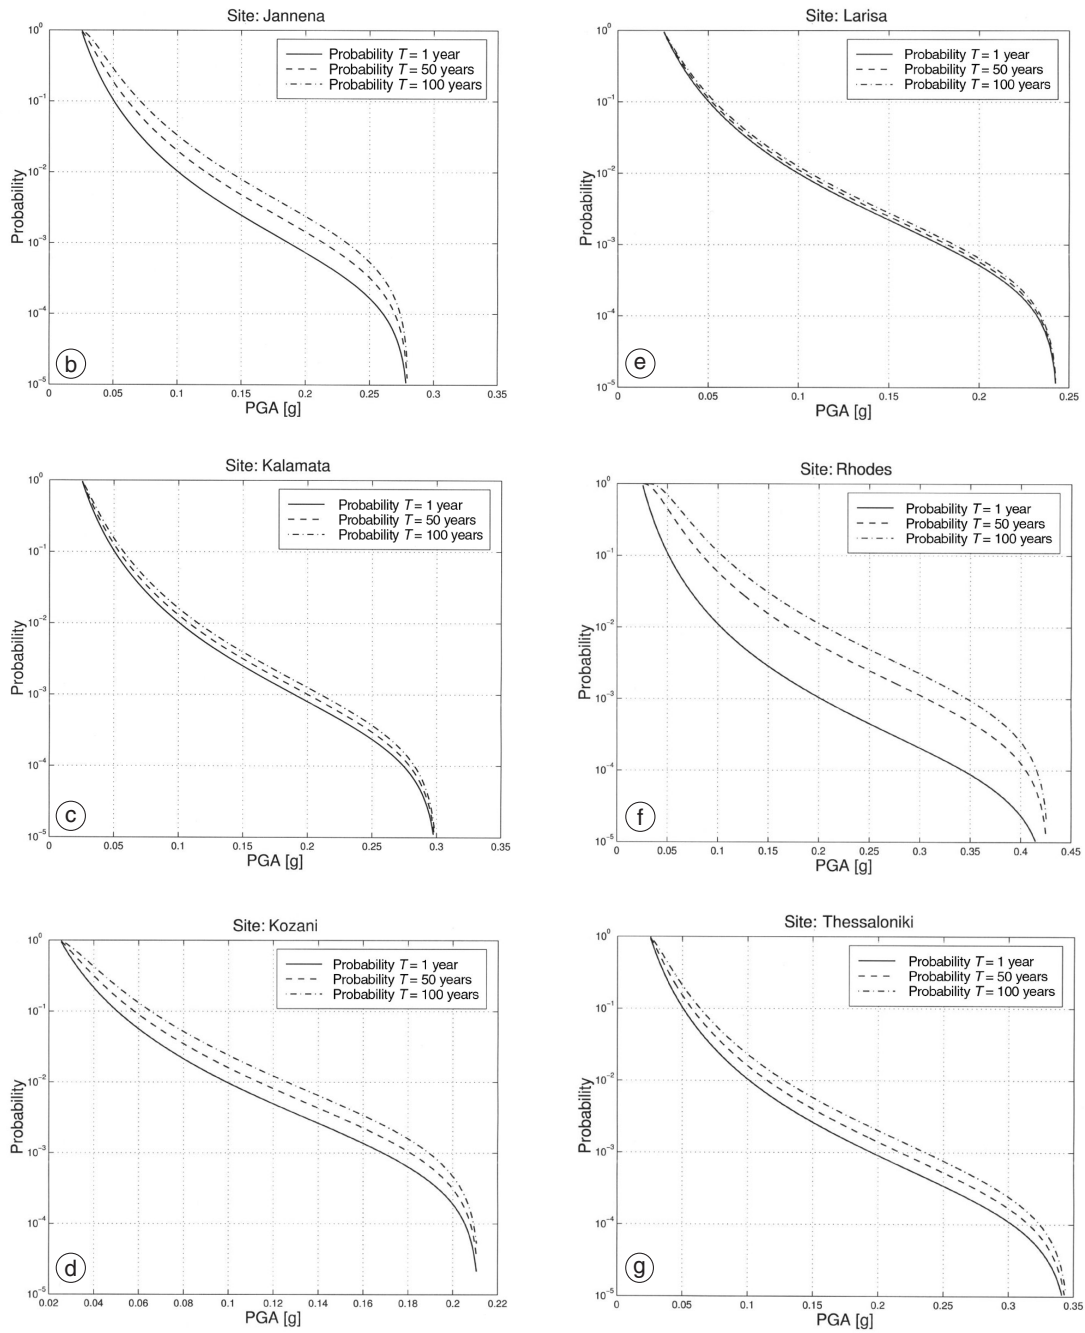 Site: Jannena
Probability T = 1 year
Probability T = 50 years
Probability T = 100 years
10⁰
10⁻¹
10⁻²
10⁻³
10⁻⁴
10⁻⁵
Probability
b
0 0.05 0.1 0.15 0.2 0.25 0.3 0.35
PGA [g]
Site: Larisa
Probability T = 1 year
Probability T = 50 years
Probability T = 100 years
10⁰
10⁻¹
10⁻²
10⁻³
10⁻⁴
10⁻⁵
Probability
e
0 0.05 0.1 0.15 0.2 0.25
PGA [g]
Site: Kalamata
Probability T = 1 year
Probability T = 50 years
Probability T = 100 years
10⁰
10⁻¹
10⁻²
10⁻³
10⁻⁴
10⁻⁵
Probability
c
0 0.05 0.1 0.15 0.2 0.25 0.3 0.35
PGA [g]
Site: Rhodes
Probability T = 1 year
Probability T = 50 years
Probability T = 100 years
10⁰
10⁻¹
10⁻²
10⁻³
10⁻⁴
10⁻⁵
Probability
f
0 0.05 0.1 0.15 0.2 0.25 0.3 0.35 0.4 0.45
PGA [g]
Site: Kozani
Probability T = 1 year
Probability T = 50 years
Probability T = 100 years
10⁰
10⁻¹
10⁻²
10⁻³
10⁻⁴
10⁻⁵
Probability
d
0.02 0.04 0.06 0.08 0.1 0.12 0.14 0.16 0.18 0.2 0.22
PGA [g]
Site: Thessaloniki
Probability T = 1 year
Probability T = 50 years
Probability T = 100 years
10⁰
10⁻¹
10⁻²
10⁻³
10⁻⁴
10⁻⁵
Probability
g
0 0.05 0.1 0.15 0.2 0.25 0.3 0.35
PGA [g]